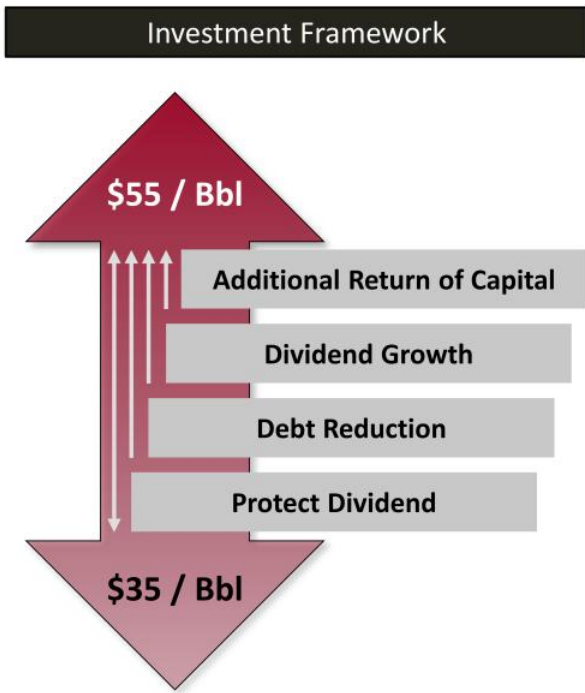 Investment Framework
$55 / Bbl
Additional Return of Capital
Dividend Growth
Debt Reduction
Protect Dividend
$35 / Bbl